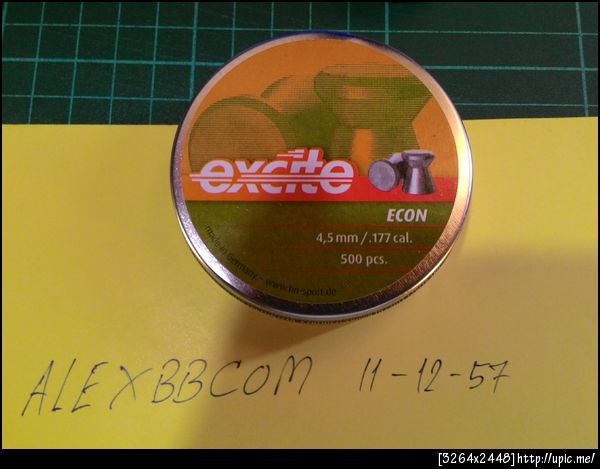 excite
ECON
4,5 mm / .177 cal.
500 pcs.
made in Germany – www.hn-sport.de
ALEXBBCOM 11-12-57
[3264x2448]http://upic.me/